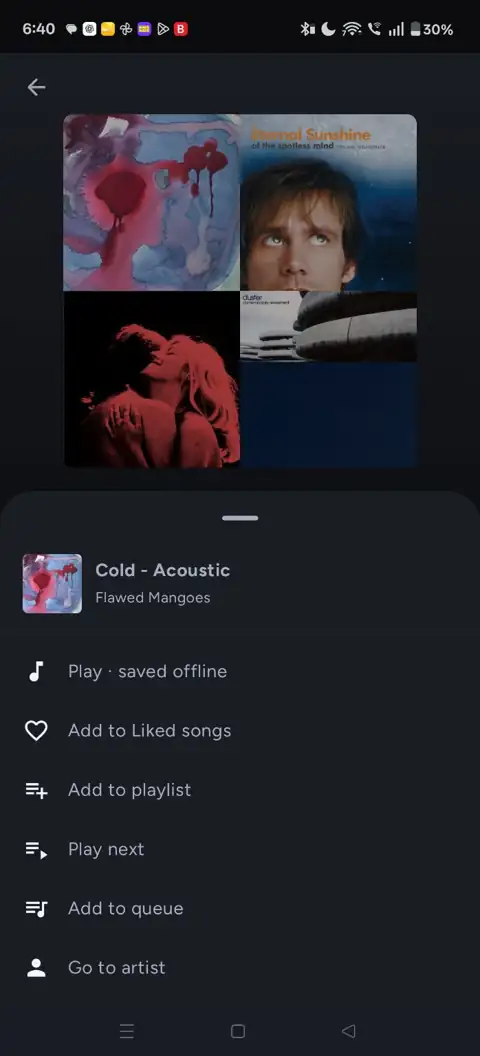 6:40
30%
Eternal Sunshine
of the spotless mind
duster
Cold - Acoustic
Flawed Mangoes
Play · saved offline
Add to Liked songs
Add to playlist
Play next
Add to queue
Go to artist